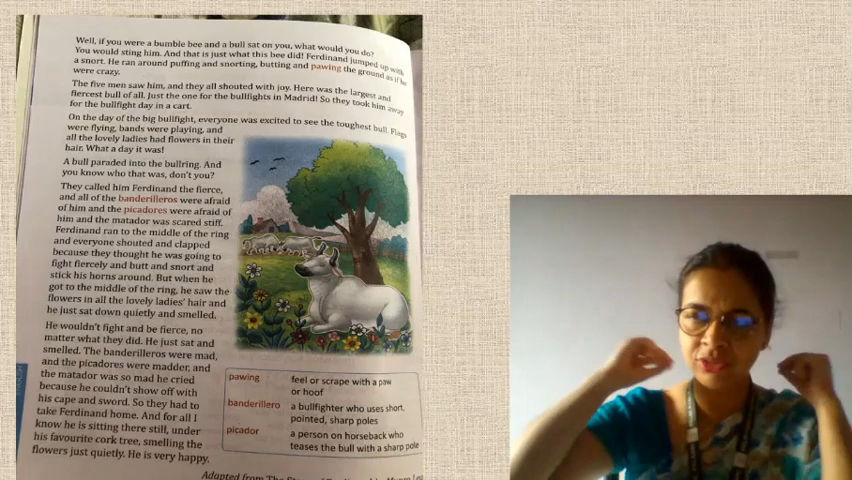 Well, if you were a bumble bee and a bull sat on you, what would you do?
You would sting him. And that is just what this bee did! Ferdinand jumped up with
a snort. He ran around puffing and snorting, butting and pawing the ground as if he
were crazy.
The five men saw him, and they all shouted with joy. Here was the largest and
fiercest bull of all. Just the one for the bullfights in Madrid! So they took him away
for the bullfight day in a cart.
On the day of the big bullfight, everyone was excited to see the toughest bull. Flags
were flying, bands were playing, and
all the lovely ladies had flowers in their
hair. What a day it was!
A bull paraded into the bullring. And
you know who that was, don't you?
They called him Ferdinand the fierce,
and all of the banderilleros were afraid
of him and the picadores were afraid of
him and the matador was scared stiff.
Ferdinand ran to the middle of the ring
and everyone shouted and clapped
because they thought he was going to
fight fiercely and butt and snort and
stick his horns around. But when he
got to the middle of the ring, he saw the
flowers in all the lovely ladies' hair and
he just sat down quietly and smelled.
He wouldn't fight and be fierce, no
matter what they did. He just sat and
smelled. The banderilleros were mad,
and the picadores were madder, and
the matador was so mad he cried
because he couldn't show off with
his cape and sword. So they had to
take Ferdinand home. And for all I
know he is sitting there still, under
his favourite cork tree, smelling the
flowers just quietly. He is very happy.
pawing feel or scrape with a paw
or hoof
banderillero a bullfighter who uses short,
pointed, sharp poles
picador a person on horseback who
teases the bull with a sharp pole
Adapted from The